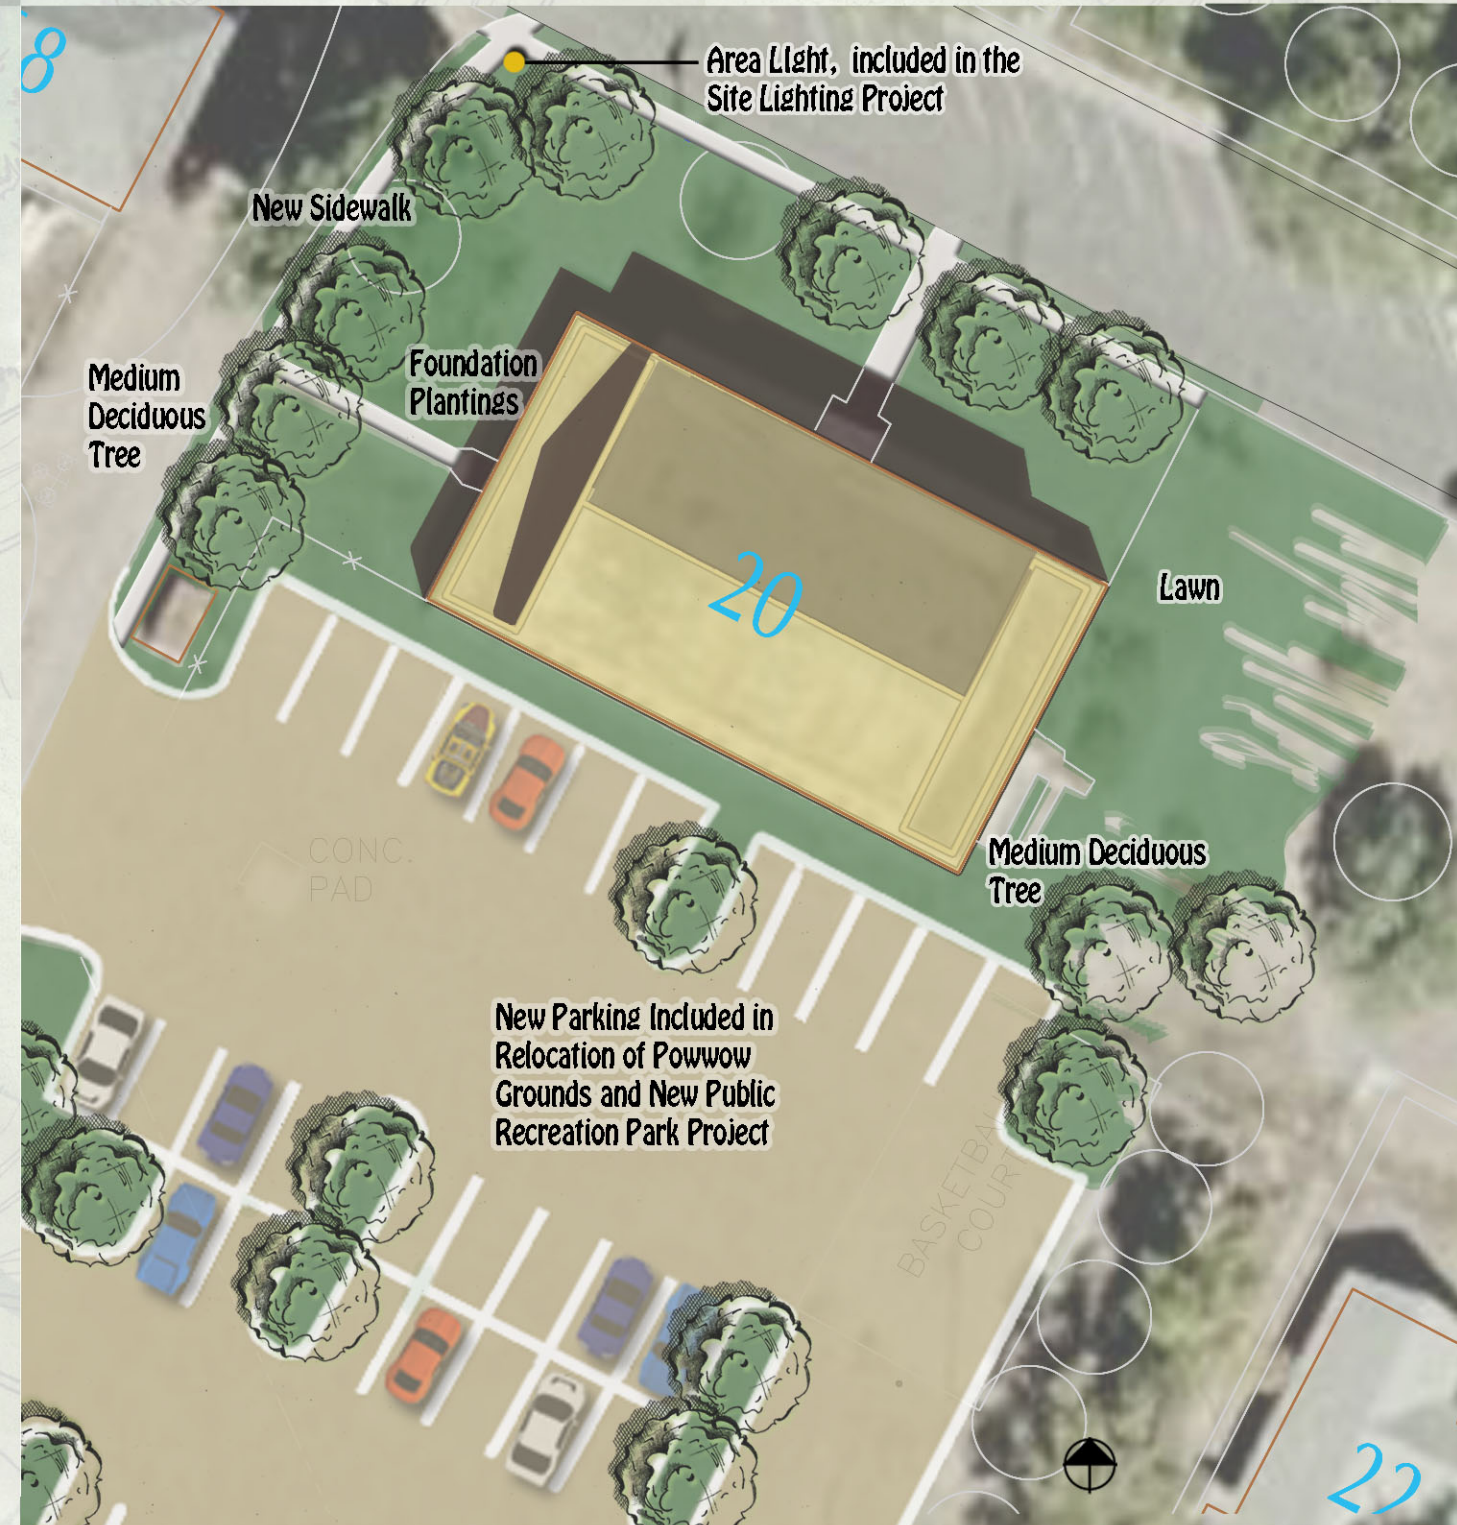 8
Area Light, included in the
Site Lighting Project
New Sidewalk
Foundation
Plantings
Medium
Deciduous
Tree
20
Lawn
Medium Deciduous
Tree
CONC.
PAD
New Parking Included in
Relocation of Powwow
Grounds and New Public
Recreation Park Project
BASKETBALL
COURT
22